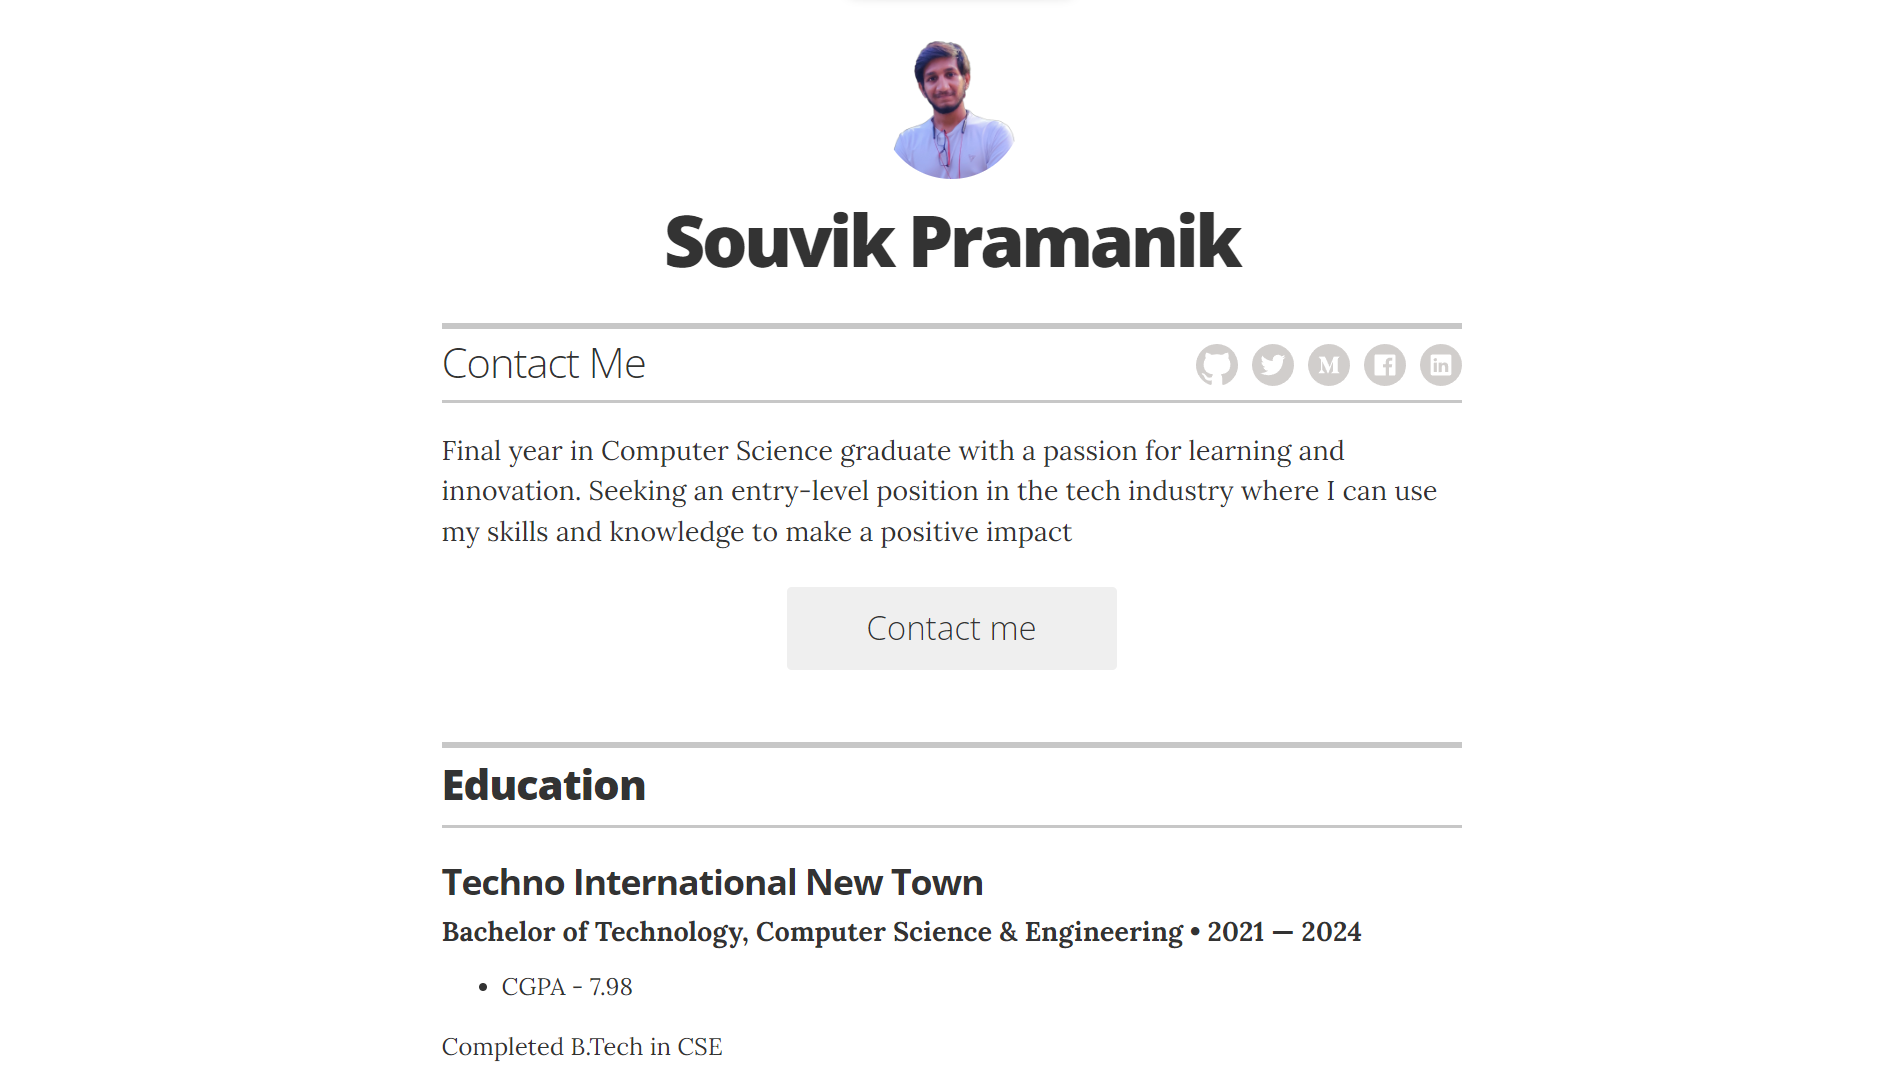 Souvik Pramanik
Contact Me
Final year in Computer Science graduate with a passion for learning and
innovation. Seeking an entry-level position in the tech industry where I can use
my skills and knowledge to make a positive impact
Contact me
Education
Techno International New Town
Bachelor of Technology, Computer Science & Engineering • 2021 — 2024
• CGPA - 7.98
Completed B.Tech in CSE